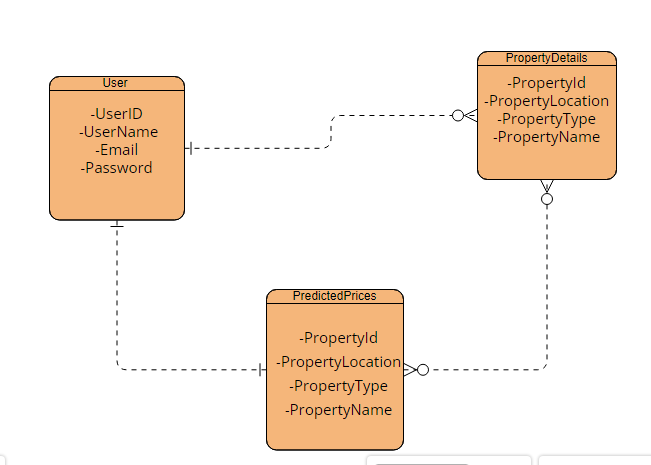 User
-UserID
-UserName
-Email
-Password
PropertyDetails
-PropertyId
-PropertyLocation
-PropertyType
-PropertyName
PredictedPrices
-PropertyId
-PropertyLocation
-PropertyType
-PropertyName